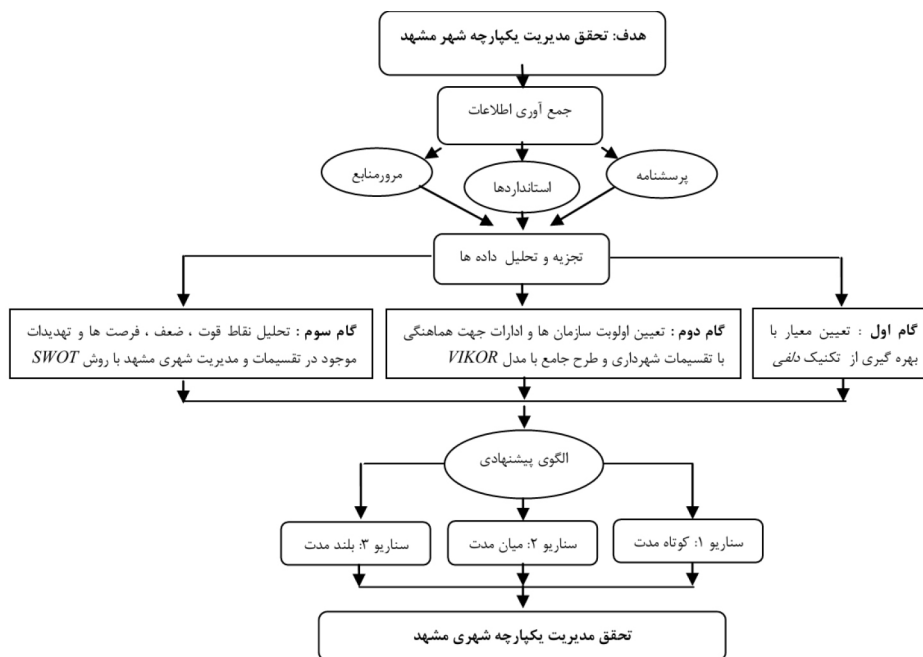 هدف: تحقق مدیریت یکپارچه شهر مشهد
جمع آوری اطلاعات
پرسشنامه
استانداردها
مرورمنابع
تجزیه و تحلیل داده ها
گام اول : تعیین معیار با
بهره گیری از تکنیک دلفی
گام دوم : تعیین اولویت سازمان ها و ادارات جهت هماهنگی
با تقسیمات شهرداری و طرح جامع با مدل VIKOR
گام سوم : تحلیل نقاط قوت ، ضعف ، فرصت ها و تهدیدات
موجود در تقسیمات و مدیریت شهری مشهد با روش SWOT
الگوی پیشنهادی
سناریو ۱: کوتاه مدت
سناریو ۲: میان مدت
سناریو ۳: بلند مدت
تحقق مدیریت یکپارچه شهری مشهد